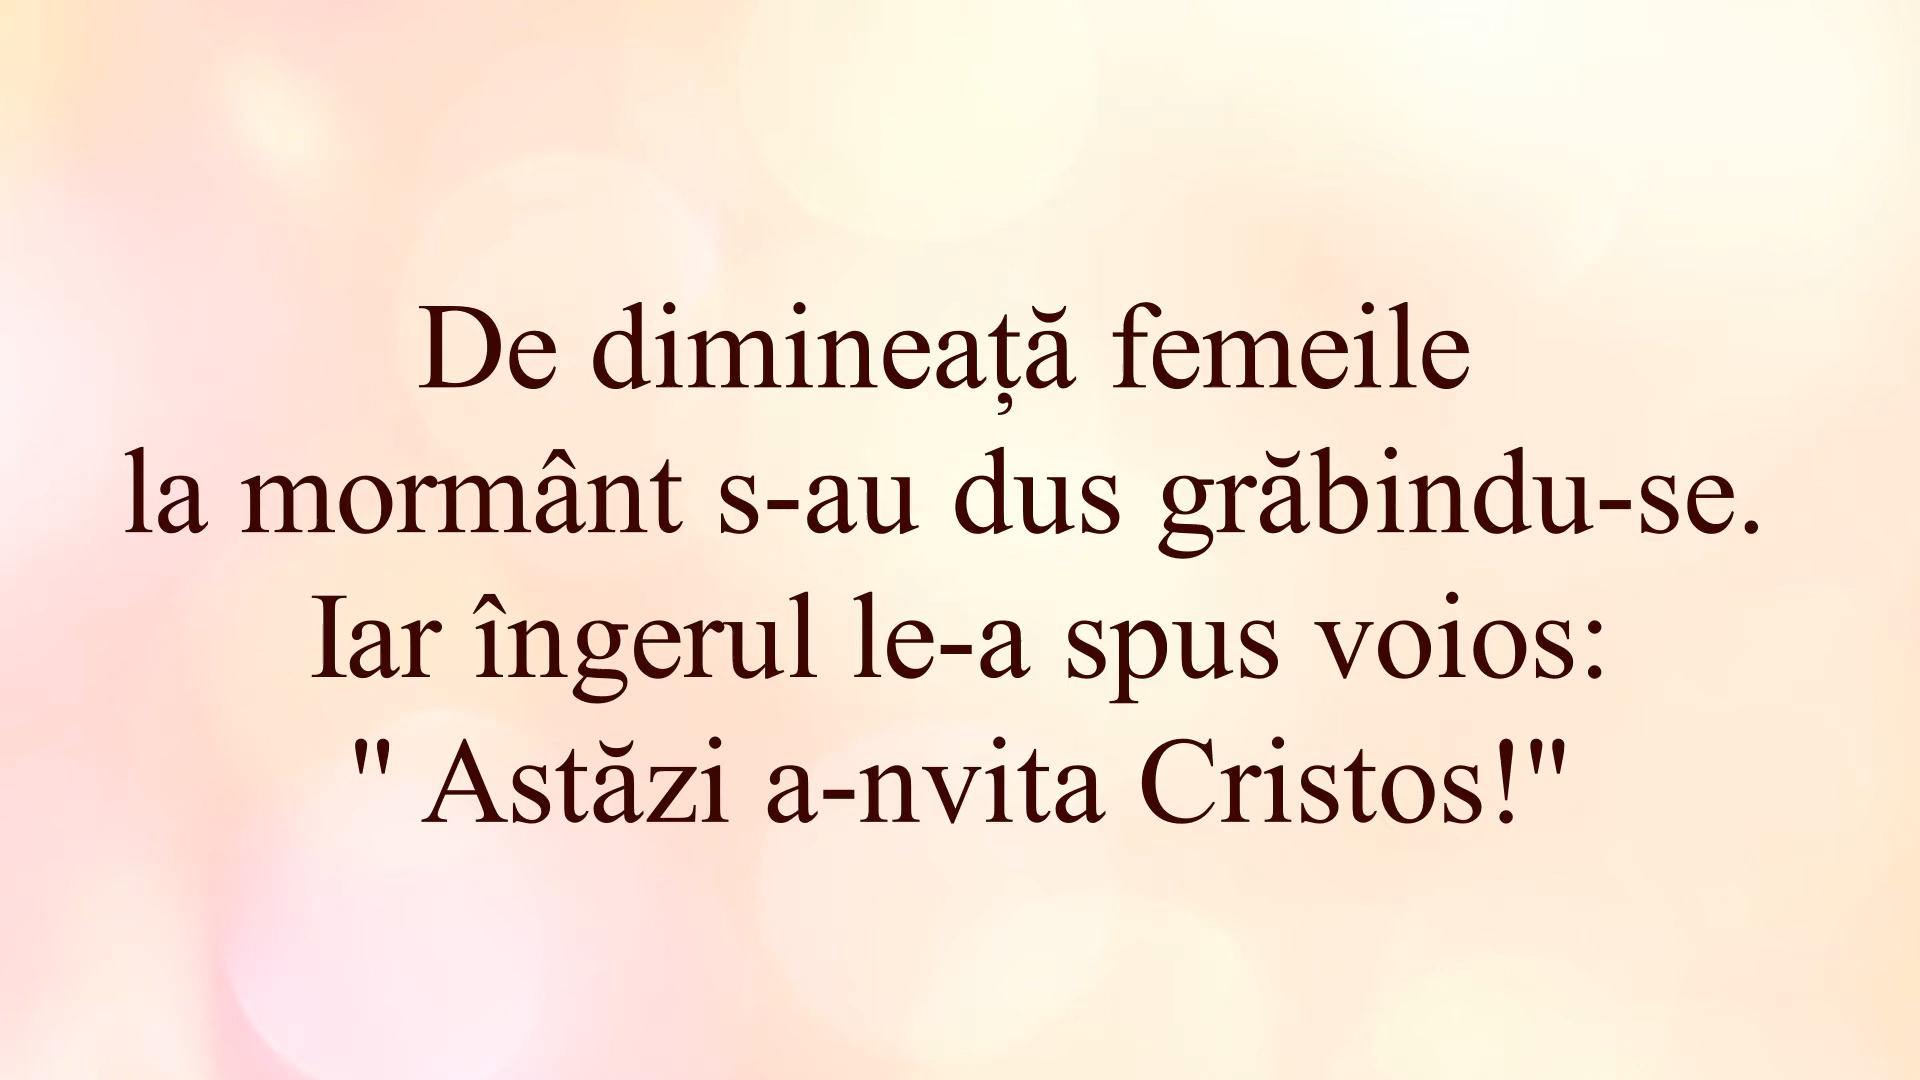 De dimineață femeile
la mormânt s-au dus grăbindu-se.
Iar îngerul le-a spus voios:
" Astăzi a-nvita Cristos!"